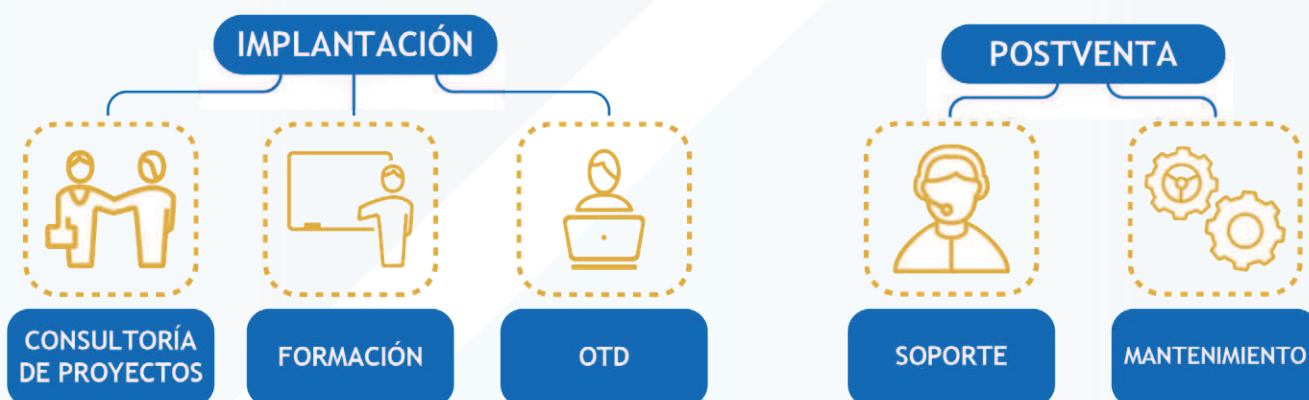 IMPLANTACIÓN
POSTVENTA
CONSULTORÍA
DE PROYECTOS
FORMACIÓN
OTD
SOPORTE
MANTENIMIENTO